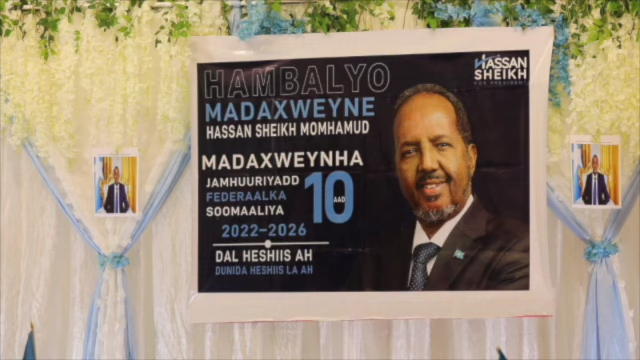 HAMBALYO
MADAXWEYNE
HASSAN SHEIKH MOMHAMUD
MADAXWEYNHA
JAMHUURIYADD
FEDERAALKA
SOOMAALIYA
10 AAD
2022-2026
DAL HESHIIS AH
DUNIDA HESHIIS LA AH
HASSAN
SHEIKH
FOR PRESIDENT